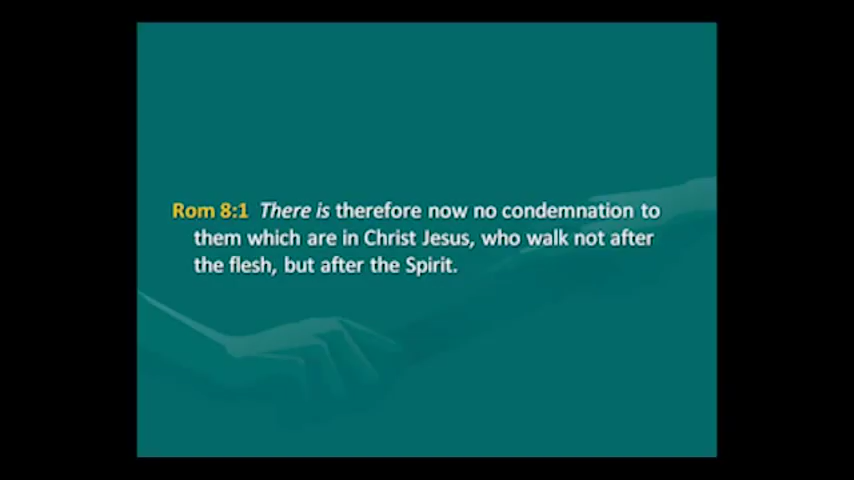 Rom 8:1 There is therefore now no condemnation to
them which are in Christ Jesus, who walk not after
the flesh, but after the Spirit.